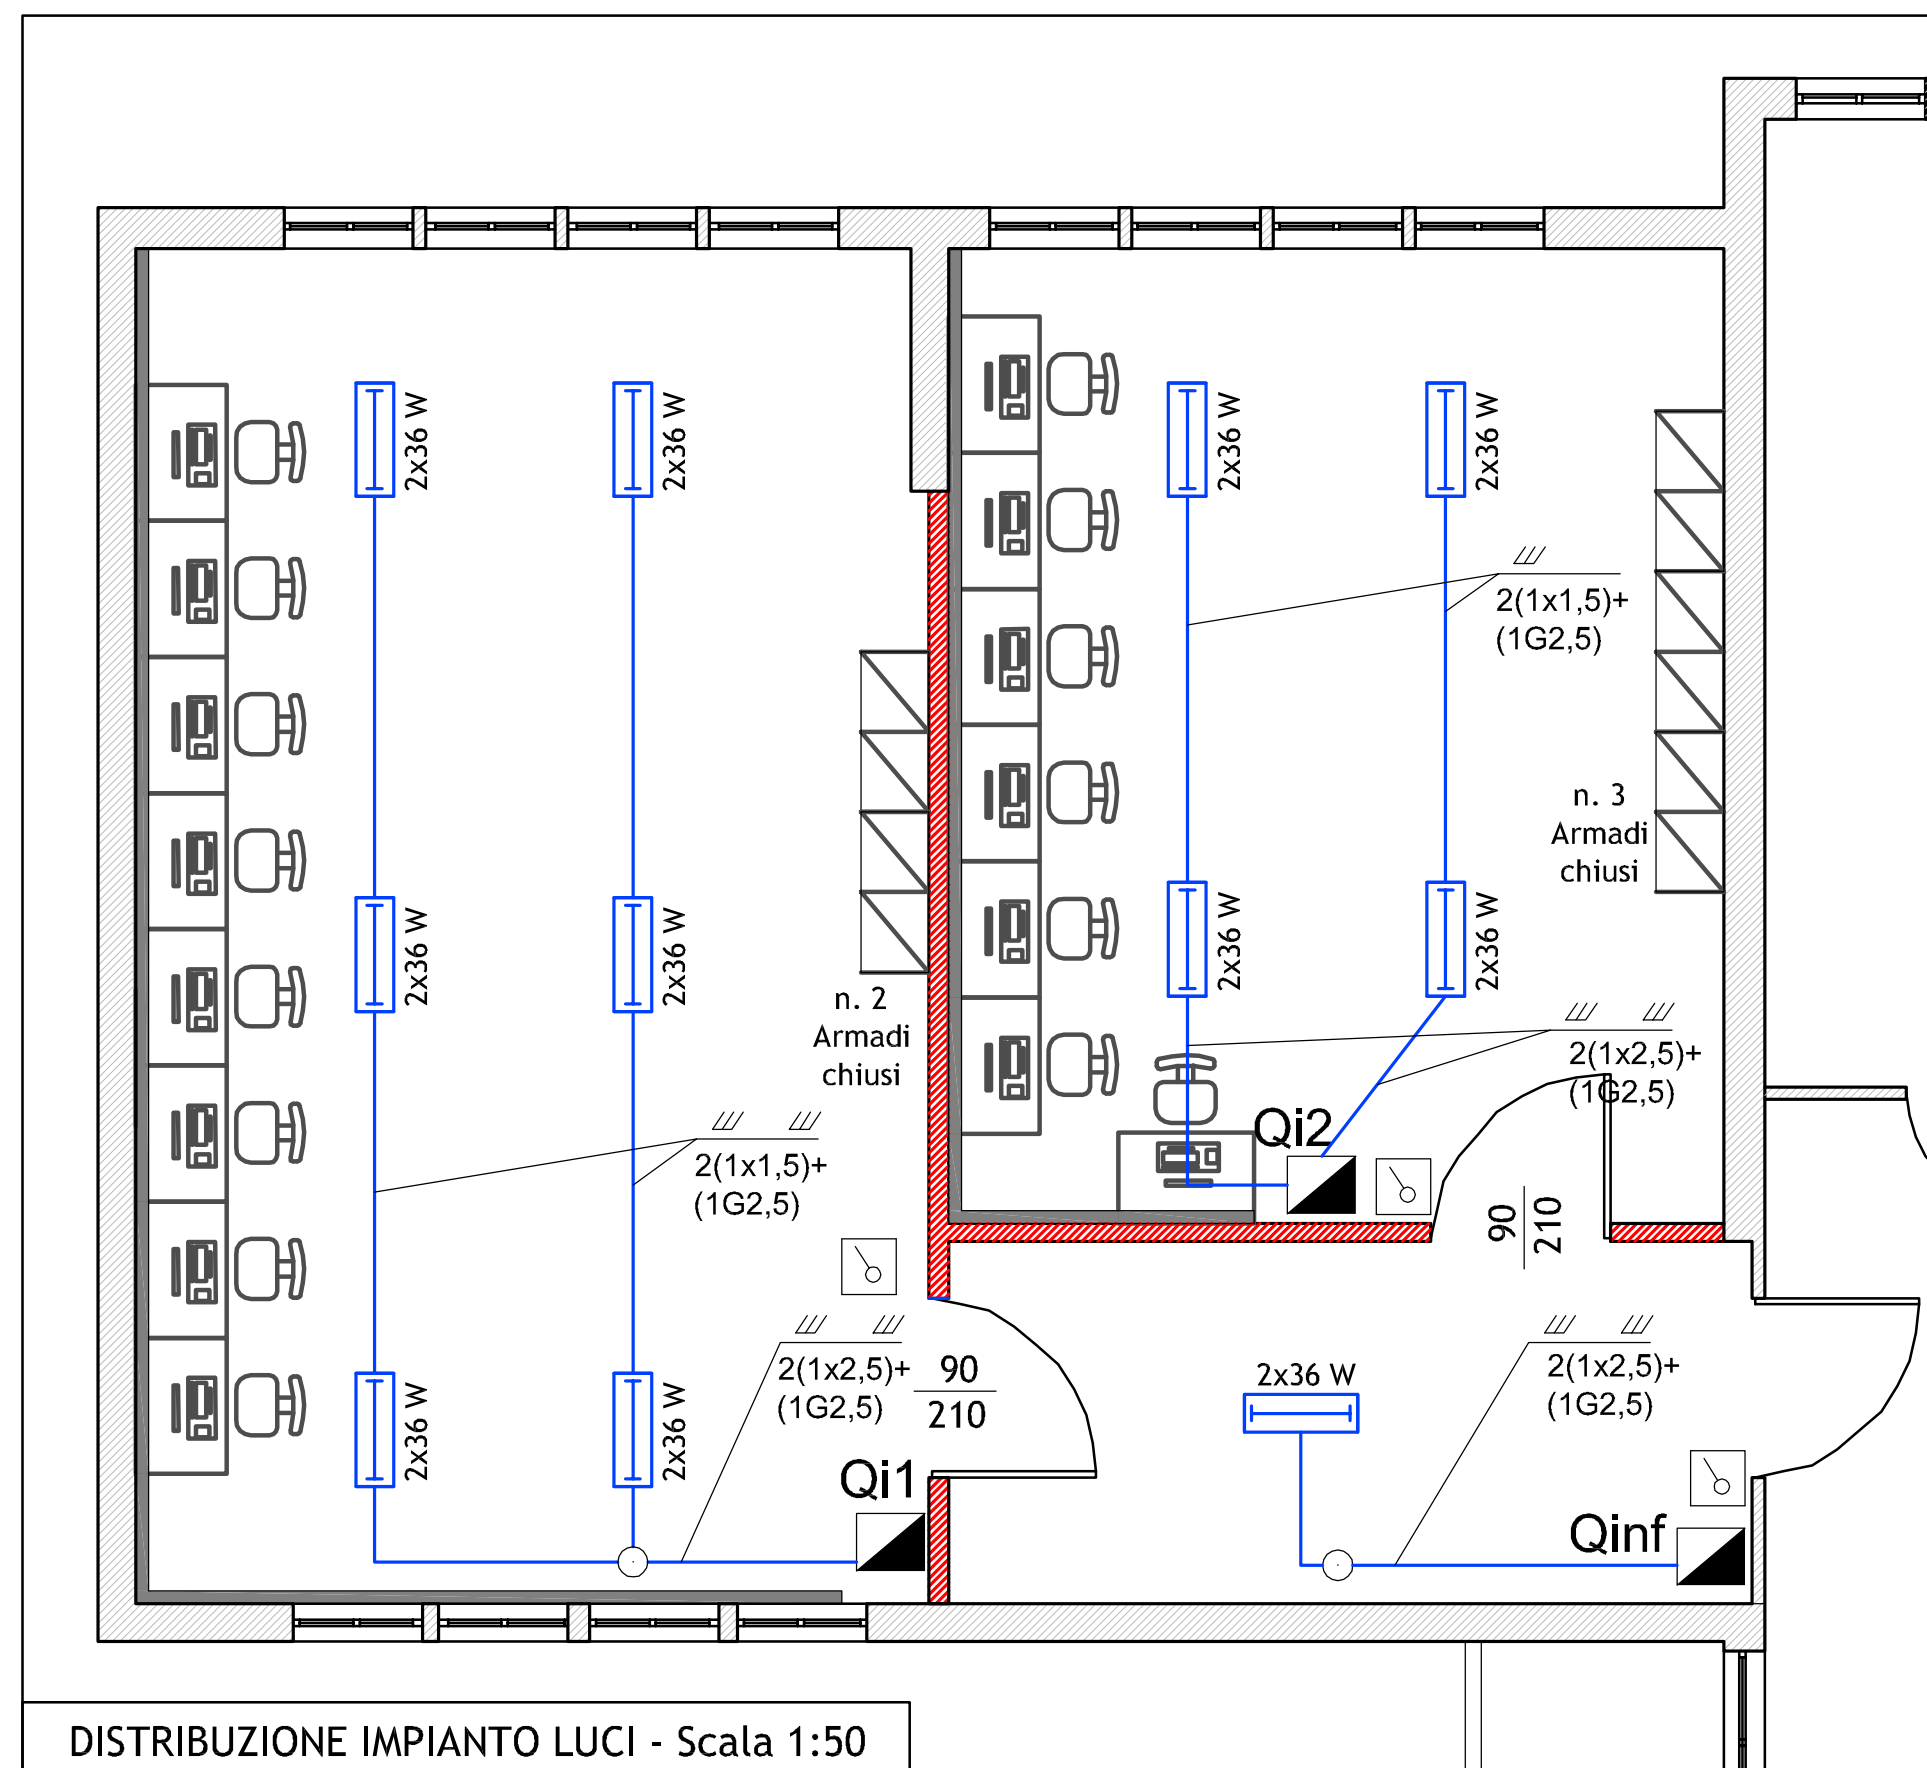 2x36 W
2x36 W
2x36 W
2x36 W
2(1x1,5)+
(1G2,5)
n. 3
Armadi
chiusi
2x36 W
2x36 W
2x36 W
2x36 W
n. 2
Armadi
chiusi
2(1x2,5)+
(1G2,5)
Qi2
2(1x1,5)+
(1G2,5)
90
210
2(1x2,5)+
(1G2,5)
90
210
2x36 W
2(1x2,5)+
(1G2,5)
2x36 W
2x36 W
Qi1
Qinf
DISTRIBUZIONE IMPIANTO LUCI - Scala 1:50